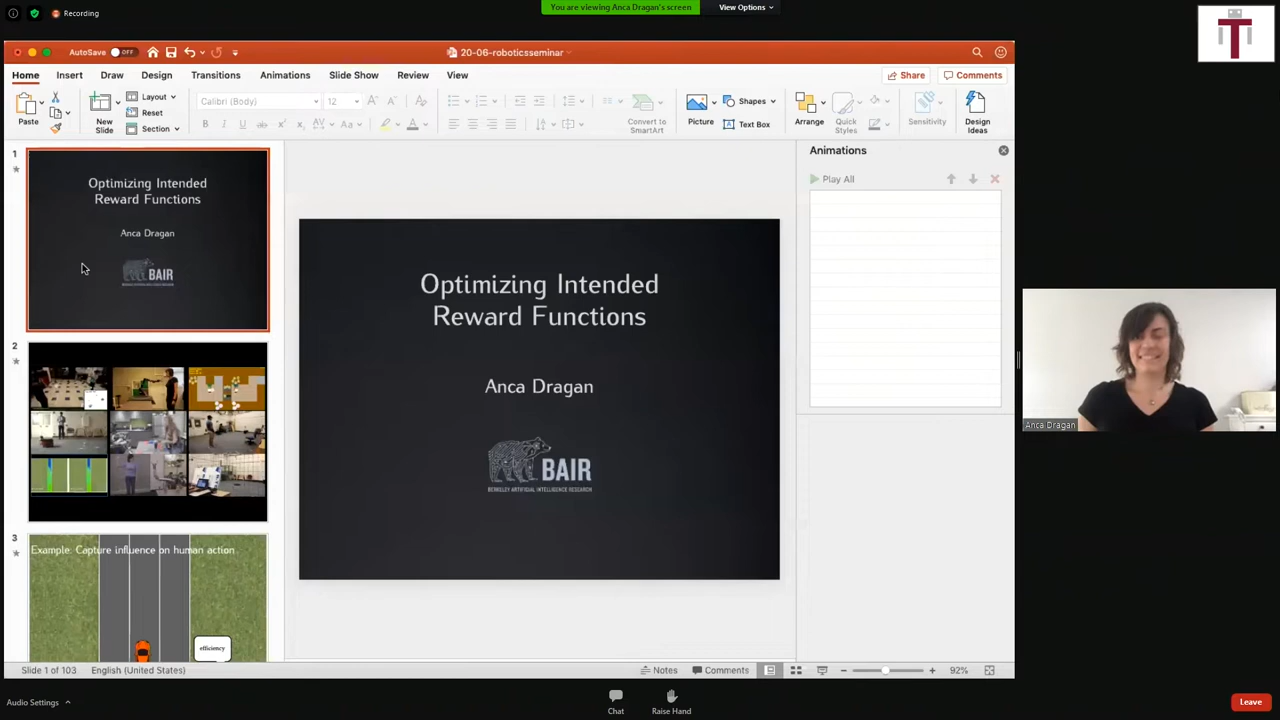 Recording
You are viewing Anca Dragan's screen
View Options
AutoSave OFF
20-06-roboticsseminar
Home
Insert
Draw
Design
Transitions
Animations
Slide Show
Review
View
Share
Comments
Paste
New
Slide
Layout
Reset
Section
Calibri (Body)
12
Convert to
SmartArt
Picture
Shapes
Text Box
Arrange
Quick
Styles
Sensitivity
Design
Ideas
1
Optimizing Intended
Reward Functions
Anca Dragan
BAIR
2
3
Example: Capture influence on human action
efficiency
Optimizing Intended
Reward Functions
Anca Dragan
BAIR
BERKELEY ARTIFICIAL INTELLIGENCE RESEARCH
Animations
Play All
Anca Dragan
Slide 1 of 103
English (United States)
Notes
Comments
92%
Audio Settings
Chat
Raise Hand
Leave